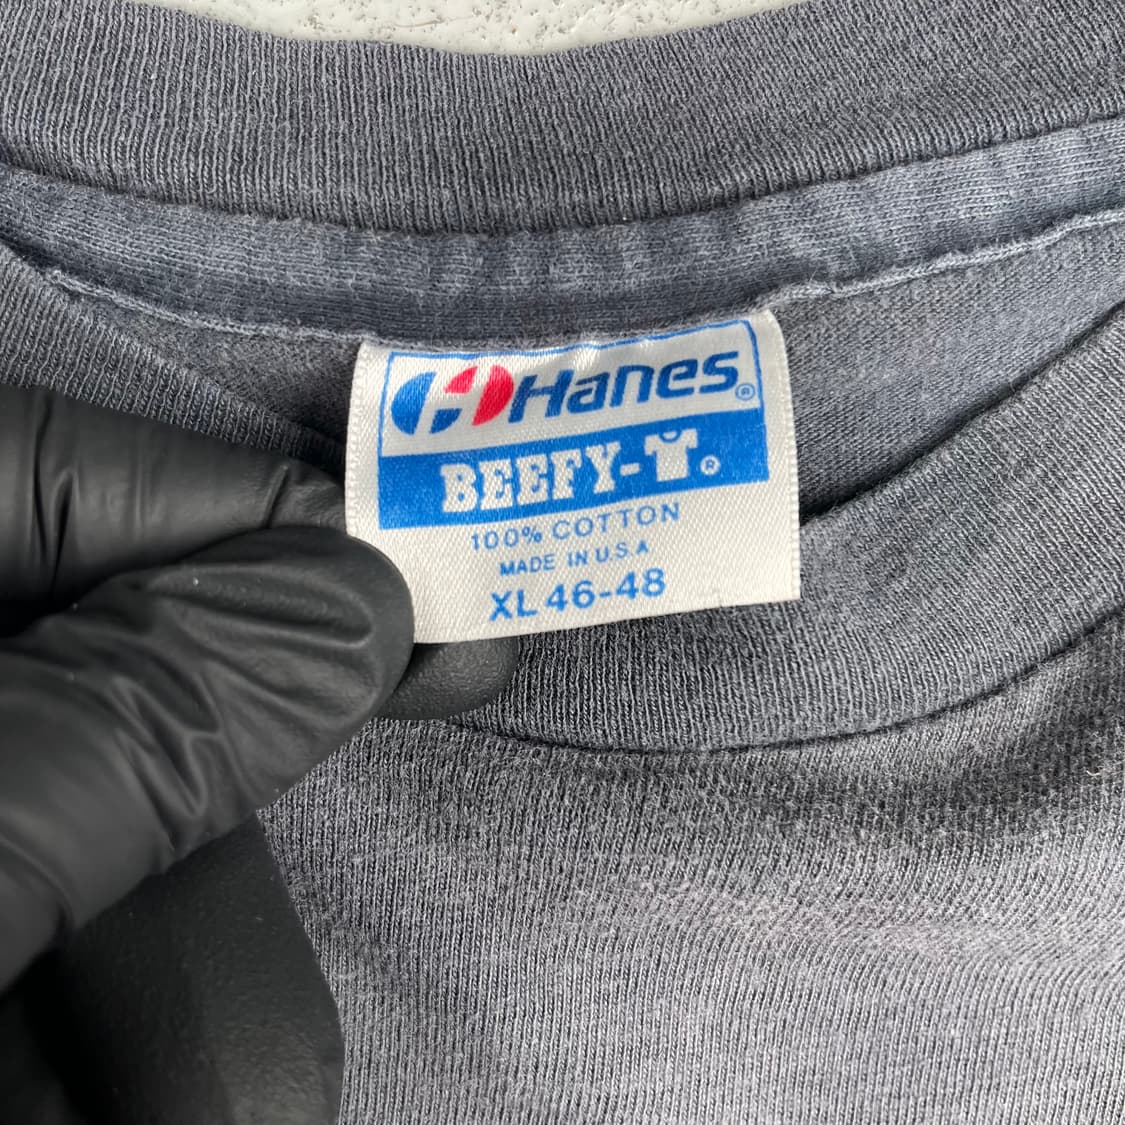 Hanes®
BEEFY-T®
100% COTTON
MADE IN U.S.A
XL 46-48